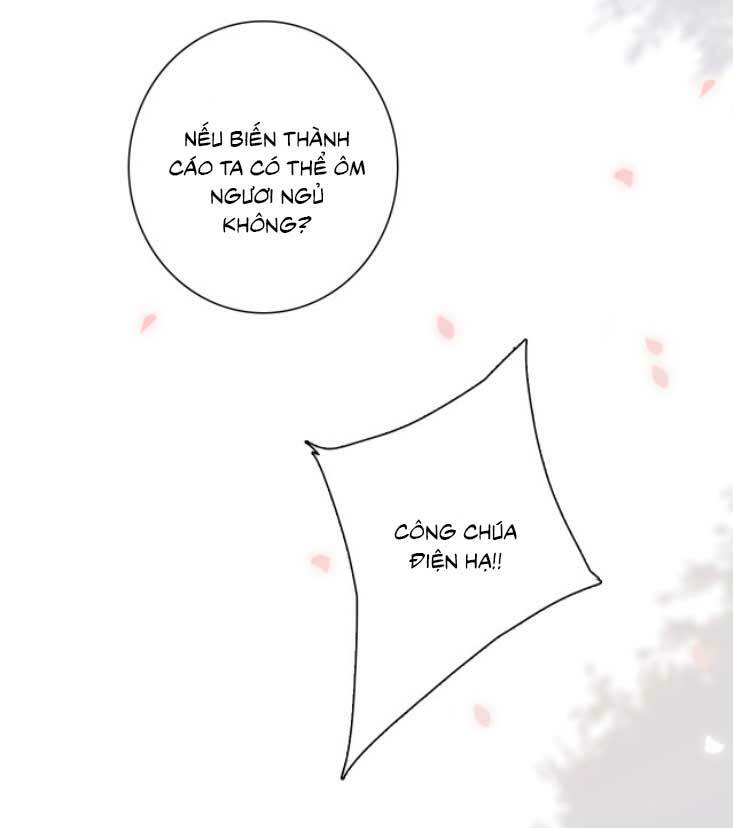 NẾU BIẾN THÀNH
CÁO TA CÓ THỂ ÔM
NGƯƠI NGỦ
KHÔNG?
CÔNG CHÚA
ĐIỆN HẠ!!